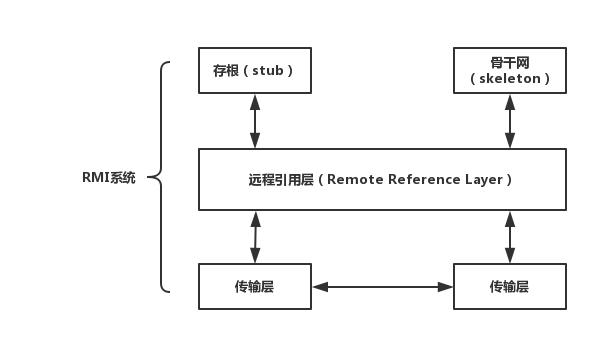 存根（stub）
骨干网
（skeleton）
远程引用层（Remote Reference Layer）
RMI系统
传输层
传输层